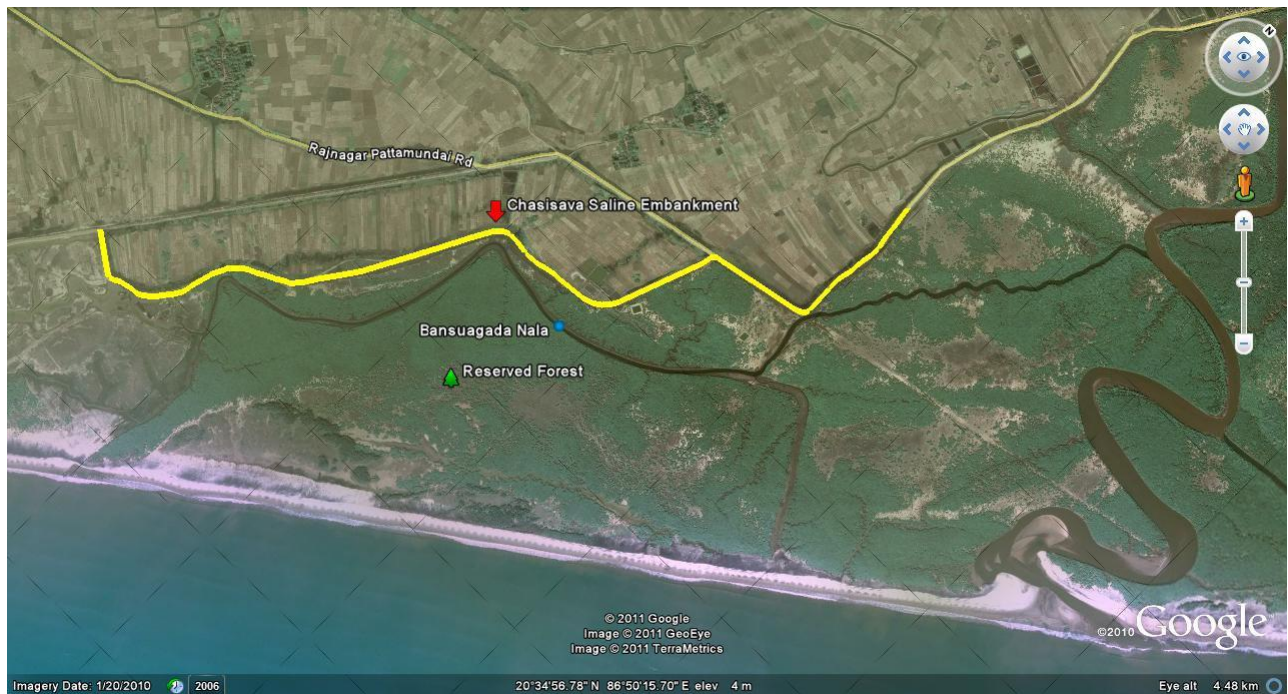 N
Rajnagar Pattamundai Rd
Chasisava Saline Embankment
Bansuagada Nala
Reserved Forest
© 2011 Google
Image © 2011 GeoEye
Image © 2011 TerraMetrics
©2010 Google
Imagery Date: 1/20/2010 2006 20°34'56.78" N 86°50'15.70" E elev 4 m Eye alt 4.48 km